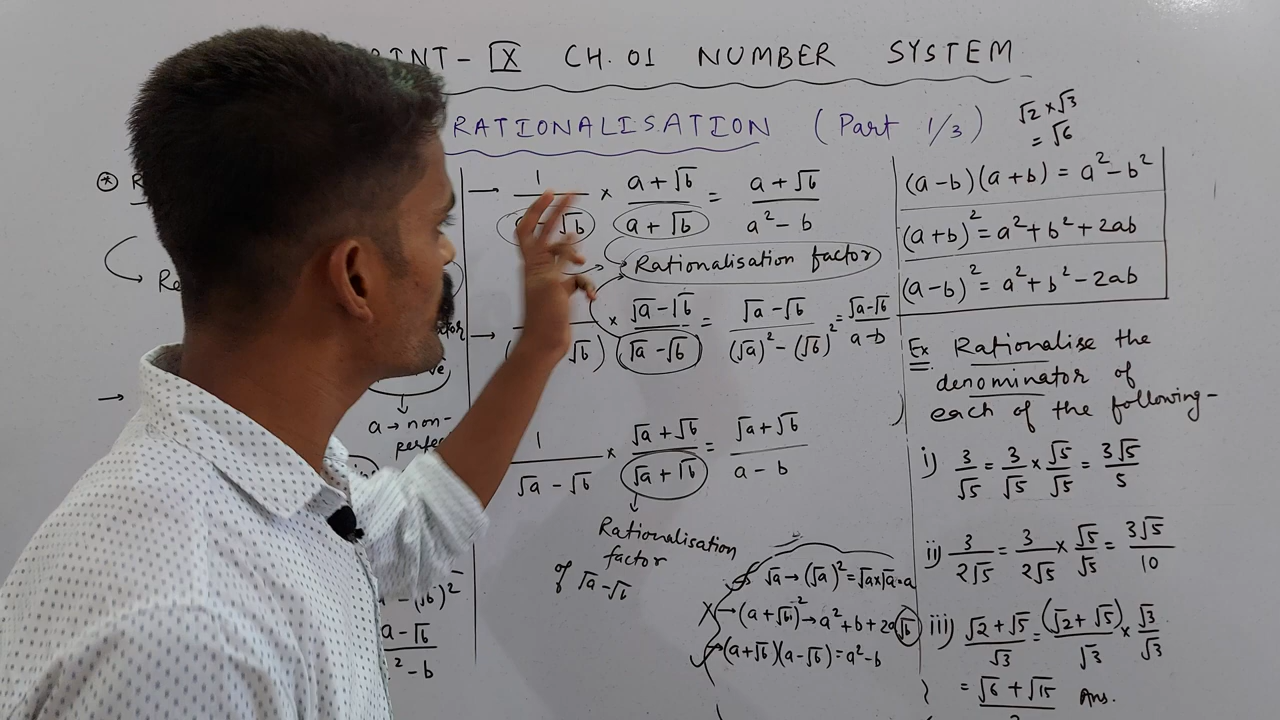 - IX CH. 01 NUMBER SYSTEM
RATIONALISATION (Part 1/3)
√2 × √3
= √6
a → non-
→ 1 × a + √b = a + √b
√b a + √b a² - b
Rationalisation factor
→ × √a - √b = √a - √b = √a - √b
√b) √a - √b (√a)² - (√b)² a - b
1 × √a + √b = √a + √b
√a - √b √a + √b a - b
Rationalisation
factor
of √a - √b
√a → (√a)² = √a×√a = a
× → (a + √b)² → a² + b + 2a√b
(a + √b)(a - √b) = a² - b
- (√b)²
a - √b
² - b
(a - b)(a + b) = a² - b²
(a + b)² = a² + b² + 2ab
(a - b)² = a² + b² - 2ab
Ex Rationalise the
denominator of
each of the following -
i) 3/√5 = 3/√5 × √5/√5 = 3√5/5
ii) 3/2√5 = 3/2√5 × √5/√5 = 3√5/10
iii) √2 + √5/√3 = (√2 + √5)/√3 × √3/√3
= √6 + √15 Ans.